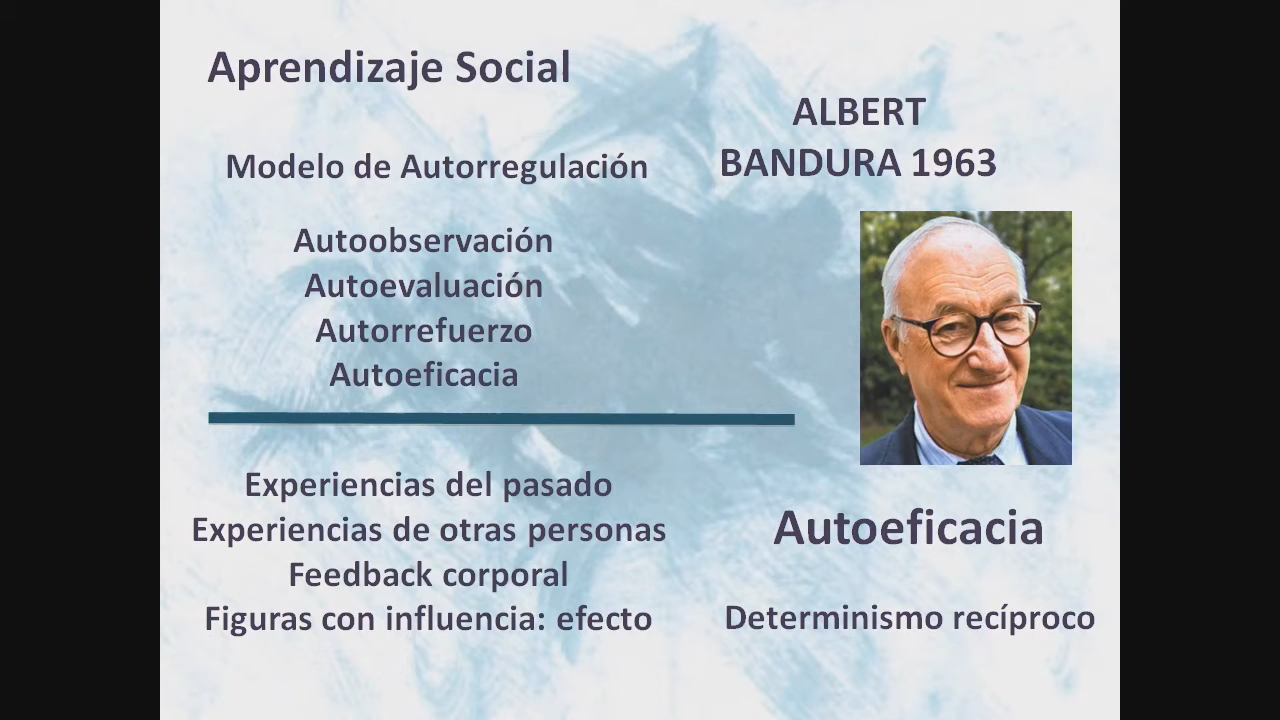 Aprendizaje Social
ALBERT
BANDURA 1963
Modelo de Autorregulación
Autoobservación
Autoevaluación
Autorrefuerzo
Autoeficacia
Experiencias del pasado
Experiencias de otras personas
Feedback corporal
Figuras con influencia: efecto
Autoeficacia
Determinismo recíproco